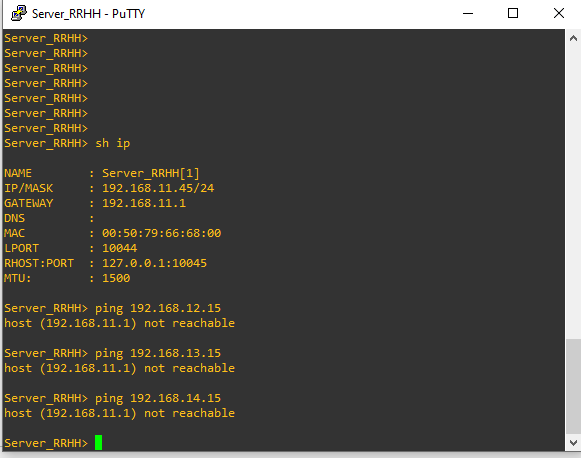 Server_RRHH - PuTTY
Server_RRHH>
Server_RRHH>
Server_RRHH>
Server_RRHH>
Server_RRHH>
Server_RRHH>
Server_RRHH>
Server_RRHH> sh ip
NAME : Server_RRHH[1]
IP/MASK : 192.168.11.45/24
GATEWAY : 192.168.11.1
DNS :
MAC : 00:50:79:66:68:00
LPORT : 10044
RHOST:PORT : 127.0.0.1:10045
MTU: : 1500
Server_RRHH> ping 192.168.12.15
host (192.168.11.1) not reachable
Server_RRHH> ping 192.168.13.15
host (192.168.11.1) not reachable
Server_RRHH> ping 192.168.14.15
host (192.168.11.1) not reachable
Server_RRHH>